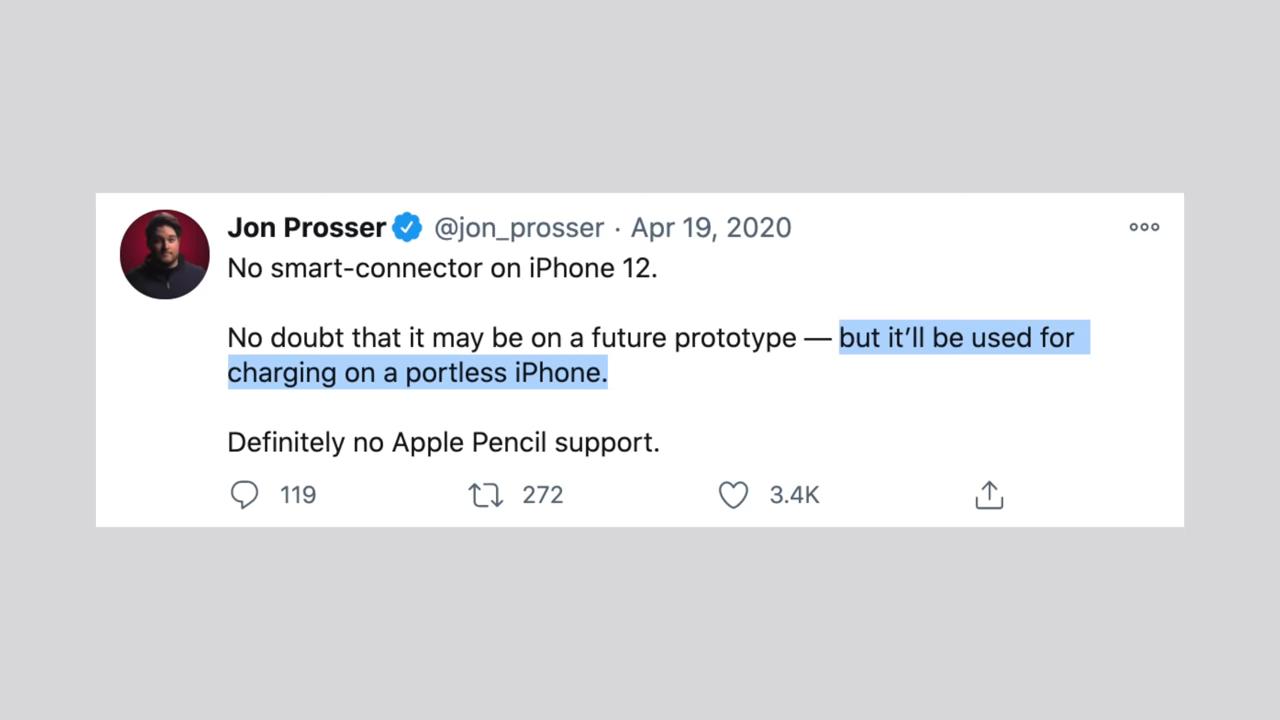 Jon Prosser @jon_prosser · Apr 19, 2020
No smart-connector on iPhone 12.
No doubt that it may be on a future prototype — but it’ll be used for
charging on a portless iPhone.
Definitely no Apple Pencil support.
119 272 3.4K